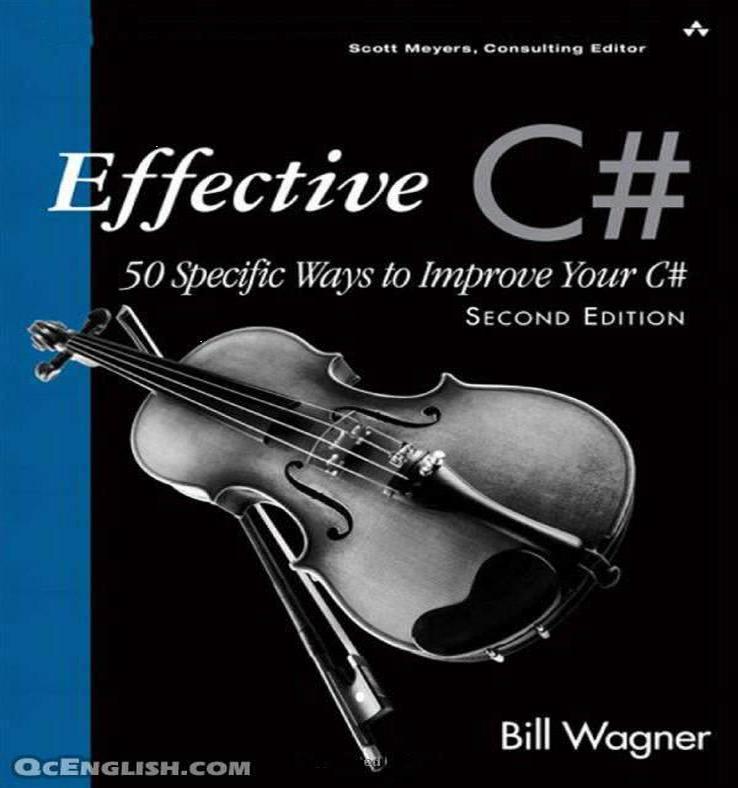 Scott Meyers, Consulting Editor
Effective C#
50 Specific Ways to Improve Your C#
SECOND EDITION
Bill Wagner
QCENGLISH.COM